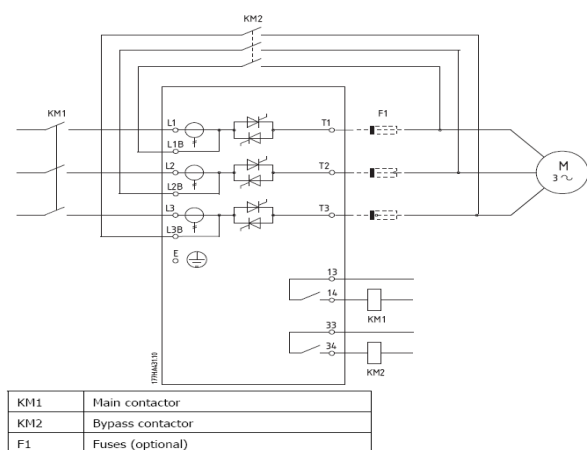 KM2
KM1
F1
L1
T1
L1B
L2
T2
M
3 ~
L2B
L3
T3
L3B
E
13
14
KM1
33
34
KM2
KM1 Main contactor
KM2 Bypass contactor
F1 Fuses (optional)